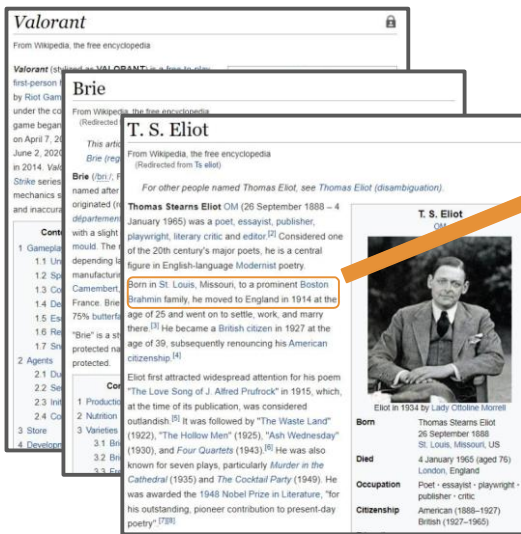 Valorant
From Wikipedia, the free encyclopedia
Valorant (stylized as VALORANT) is a free-to-play
first-person
by Riot Gam
under the co
game began
on April 7, 20
June 2, 2020
in 2014. Valo
Strike series
mechanics s
and inaccura
Conte
1 Gameplay
1.1 Un
1.2 Sp
1.3 Co
1.4 De
1.5 Es
1.6 Re
1.7 Sn
2 Agents
2.1 Du
2.2 Se
2.3 Init
2.4 Co
3 Store
4 Developm
Brie
From Wikipedia, the free encyclopedia
(Redirected
This artic
Brie (reg
Brie (/briː/; F
named after
originated (r
département
with a slight
mould. The r
depending la
manufacturin
Camembert,
France. Brie
75% butterfa
"Brie" is a st
protected na
protected.
Cor
1 Productio
2 Nutrition
3 Varieties
3.1 Bri
3.2 Bri
3.3 Fre
T. S. Eliot
From Wikipedia, the free encyclopedia
(Redirected from Ts eliot)
For other people named Thomas Eliot, see Thomas Eliot (disambiguation).
Thomas Stearns Eliot OM (26 September 1888 – 4
January 1965) was a poet, essayist, publisher,
playwright, literary critic and editor.[2] Considered one
of the 20th century's major poets, he is a central
figure in English-language Modernist poetry.
Born in St. Louis, Missouri, to a prominent Boston
Brahmin family, he moved to England in 1914 at the
age of 25 and went on to settle, work, and marry
there.[3] He became a British citizen in 1927 at the
age of 39, subsequently renouncing his American
citizenship.[4]
Eliot first attracted widespread attention for his poem
"The Love Song of J. Alfred Prufrock" in 1915, which,
at the time of its publication, was considered
outlandish.[5] It was followed by "The Waste Land"
(1922), "The Hollow Men" (1925), "Ash Wednesday"
(1930), and Four Quartets (1943).[6] He was also
known for seven plays, particularly Murder in the
Cathedral (1935) and The Cocktail Party (1949). He
was awarded the 1948 Nobel Prize in Literature, "for
his outstanding, pioneer contribution to present-day
poetry".[7][8]
T. S. Eliot
OM
Eliot in 1934 by Lady Ottoline Morrell
Born Thomas Stearns Eliot
26 September 1888
St. Louis, Missouri, US
Died 4 January 1965 (aged 76)
London, England
Occupation Poet · essayist · playwright ·
publisher · critic
Citizenship American (1888–1927)
British (1927–1965)